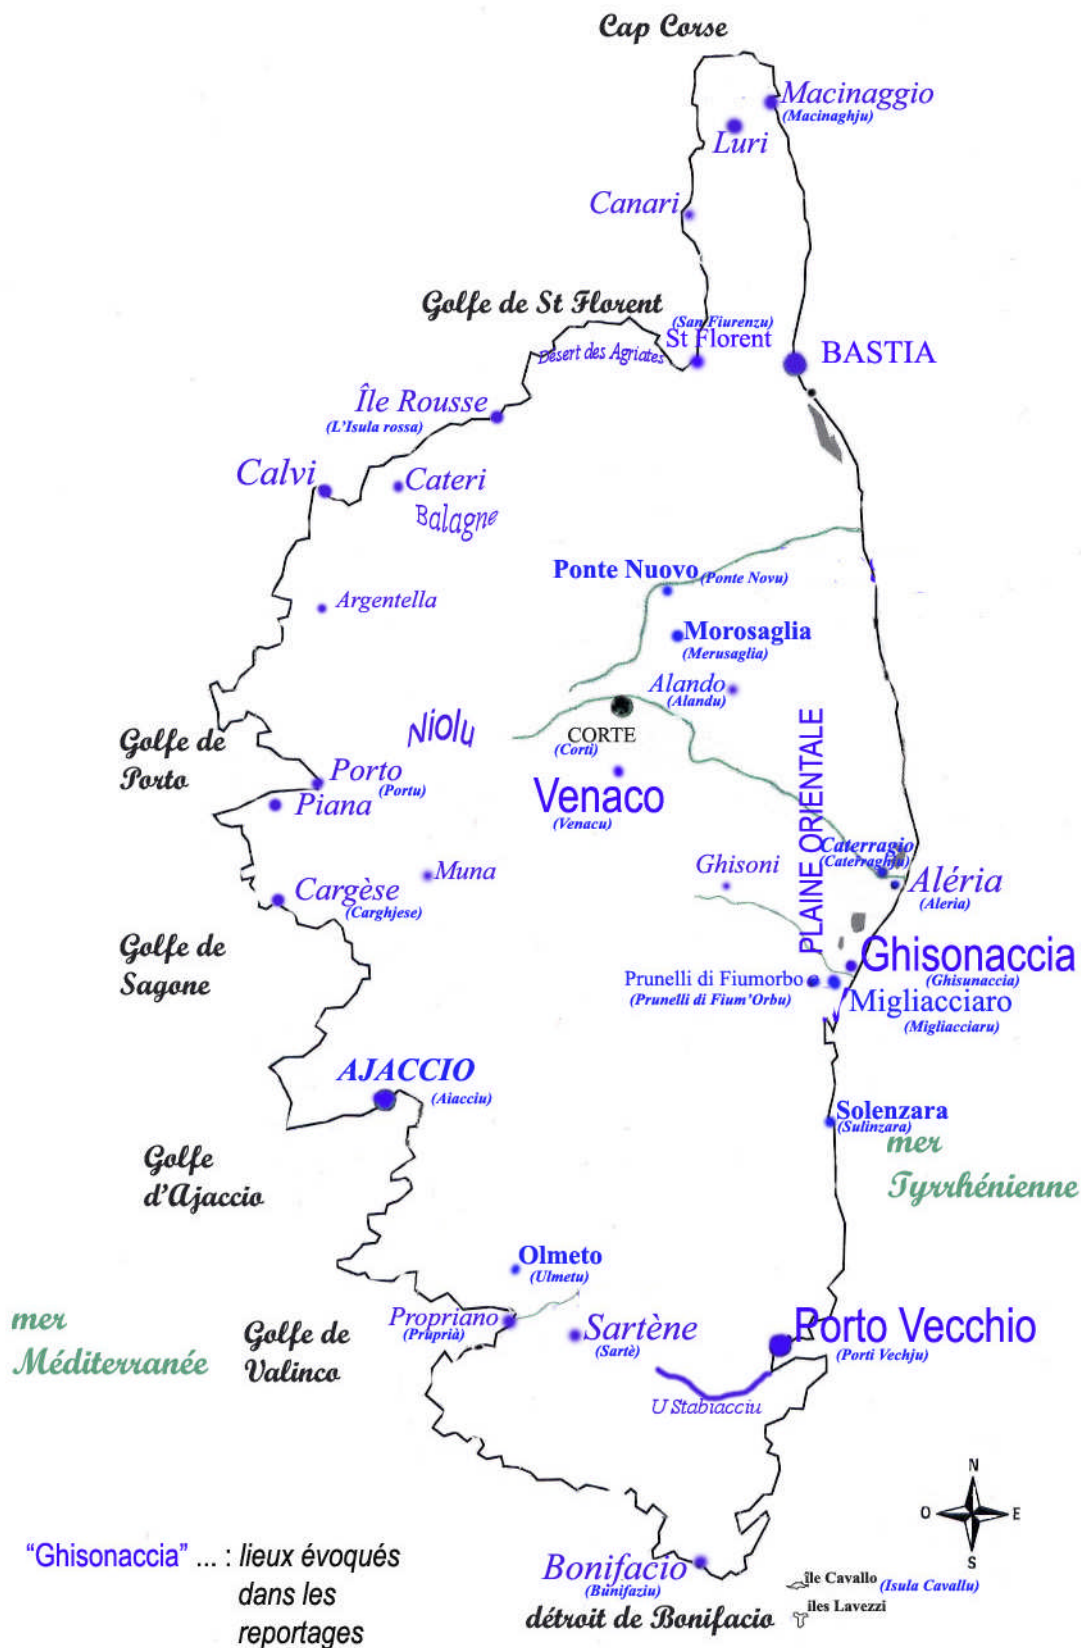 Cap Corse
Macinaggio
(Macinaghju)
Luri
Canari
Golfe de St Florent
(San Fiurenzu)
St Florent
Désert des Agriates
BASTIA
Île Rousse
(L'Isula rossa)
Calvi
Cateri
Balagne
Ponte Nuovo (Ponte Novu)
Argentella
Morosaglia
(Merusaglia)
Alando
(Alandu)
Niolu
CORTE
(Corti)
Golfe de
Porto
Porto
(Portu)
Piana
Venaco
(Venacu)
PLAINE ORIENTALE
Caterragio
(Caterraghju)
Ghisoni
Muna
Aléria
(Aleria)
Cargèse
(Carghjese)
Golfe de
Sagone
Ghisonaccia
(Ghisunaccia)
Prunelli di Fiumorbo
(Prunelli di Fium'Orbu)
Migliacciaro
(Migliacciaru)
AJACCIO
(Aiacciu)
Solenzara
(Sulinzara)
mer
Tyrrhénienne
Golfe
d'Ajaccio
Olmeto
(Ulmetu)
Propriano
(Pruprià)
Sartène
(Sartè)
Porto Vecchio
(Porti Vechju)
mer
Méditerranée
Golfe de
Valinco
U Stabiacciu
N
O
E
S
"Ghisonaccia" ... : lieux évoqués
dans les
reportages
Bonifacio
(Bunifaziu)
détroit de Bonifacio
île Cavallo (Isula Cavallu)
îles Lavezzi